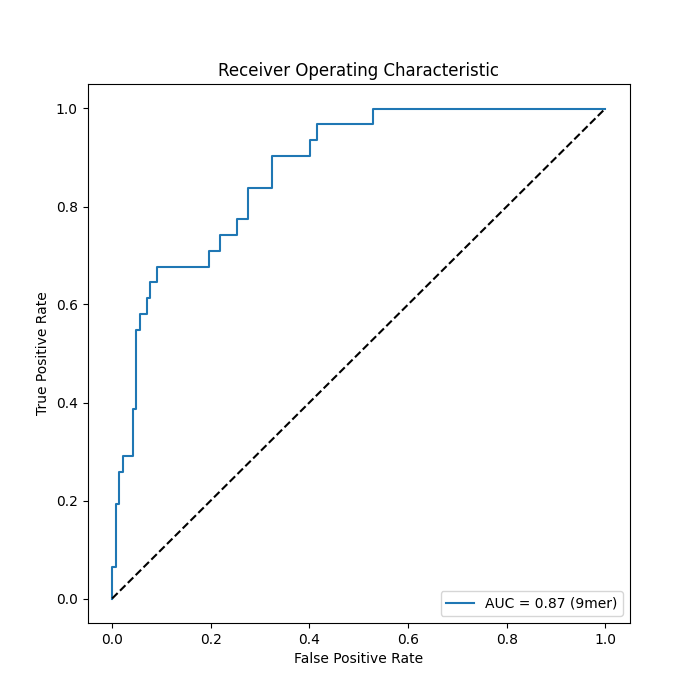 Receiver Operating Characteristic
1.0
0.8
0.6
0.4
0.2
0.0
True Positive Rate
0.0 0.2 0.4 0.6 0.8 1.0
False Positive Rate
AUC = 0.87 (9mer)